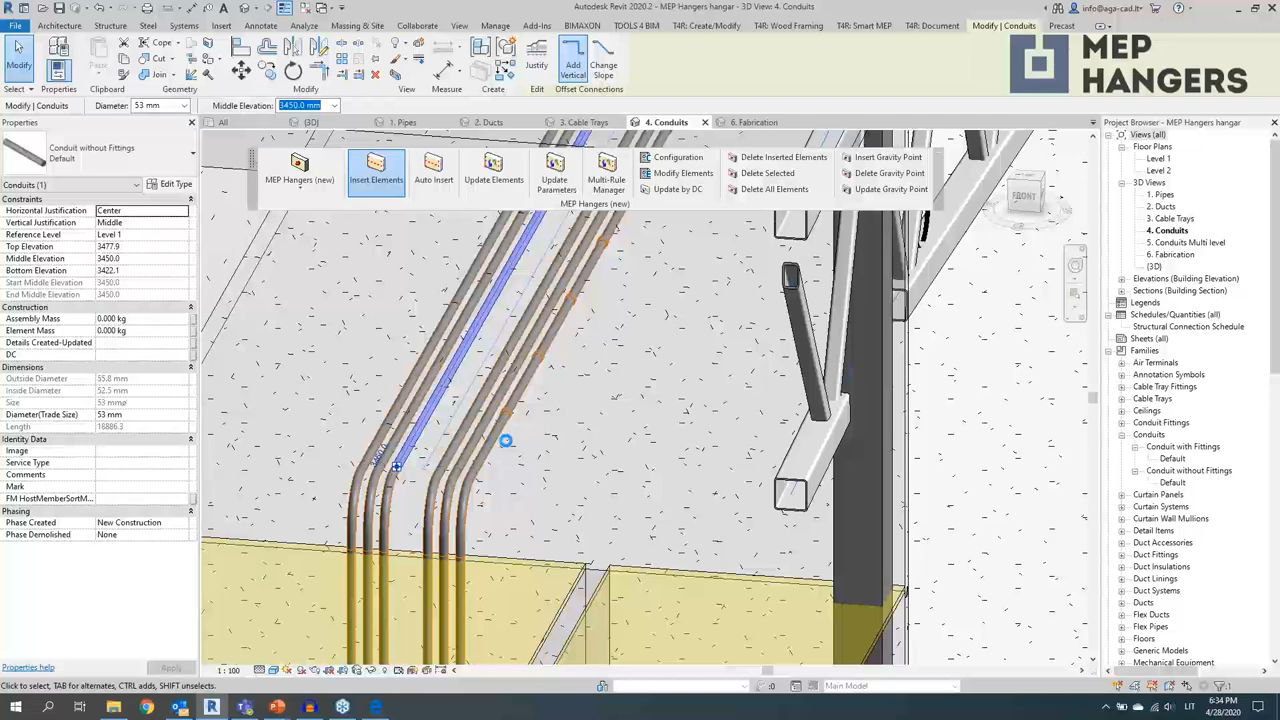 Autodesk Revit 2020.2 - MEP Hangers hangar - 3D View: 4. Conduits
info@aga-cad.lt
File Architecture Structure Steel Systems Insert Annotate Analyze Massing & Site Collaborate View Manage Add-Ins BIMAXON TOOLS 4 BIM T4R: Create/Modify T4R: Wood Framing T4R: Smart MEP T4R: Document Modify | Conduits Precast
Modify Paste Cope Cut Join Justify Add Vertical Change Slope
Select Properties Clipboard Geometry Modify View Measure Create Edit Offset Connections
MEP HANGERS
Modify | Conduits Diameter: 53 mm Middle Elevation: 3450.0 mm
Properties
All {3D} 1. Pipes 2. Ducts 3. Cable Trays 4. Conduits 6. Fabrication
Conduit without Fittings
Default
Conduits (1) Edit Type
Constraints
Horizontal Justification Center
Vertical Justification Middle
Reference Level Level 1
Top Elevation 3477.9
Middle Elevation 3450.0
Bottom Elevation 3422.1
Start Middle Elevation 3450.0
End Middle Elevation 3450.0
Construction
Assembly Mass 0.000 kg
Element Mass 0.000 kg
Details Created-Updated
DC
Dimensions
Outside Diameter 55.8 mm
Inside Diameter 52.5 mm
Size 53 mmø
Diameter(Trade Size) 53 mm
Length 18886.3
Identity Data
Image
Service Type
Comments
Mark
FM HostMemberSortM...
Phasing
Phase Created New Construction
Phase Demolished None
Properties help Apply
MEP Hangers (new) Insert Elements Auto Insert Update Elements Update Parameters Multi-Rule Manager
Configuration Delete Inserted Elements Insert Gravity Point
Modify Elements Delete Selected Delete Gravity Point
Update by DC Delete All Elements Update Gravity Point
MEP Hangers (new)
FRONT
Project Browser - MEP Hangers hangar
Views (all)
Floor Plans
Level 1
Level 2
3D Views
1. Pipes
2. Ducts
3. Cable Trays
4. Conduits
5. Conduits Multi level
6. Fabrication
{3D}
Elevations (Building Elevation)
Sections (Building Section)
Legends
Schedules/Quantities (all)
Structural Connection Schedule
Sheets (all)
Families
Air Terminals
Annotation Symbols
Cable Tray Fittings
Cable Trays
Ceilings
Conduit Fittings
Conduits
Conduit with Fittings
Default
Conduit without Fittings
Default
Curtain Panels
Curtain Systems
Curtain Wall Mullions
Detail Items
Duct Accessories
Duct Fittings
Duct Insulations
Duct Linings
Duct Systems
Ducts
Flex Ducts
Flex Pipes
Floors
Generic Models
Mechanical Equipment
1 : 100
Click to select, TAB for alternates, CTRL adds, SHIFT unselects.
:0 Main Model :1
LIT
6:34 PM
4/28/2020